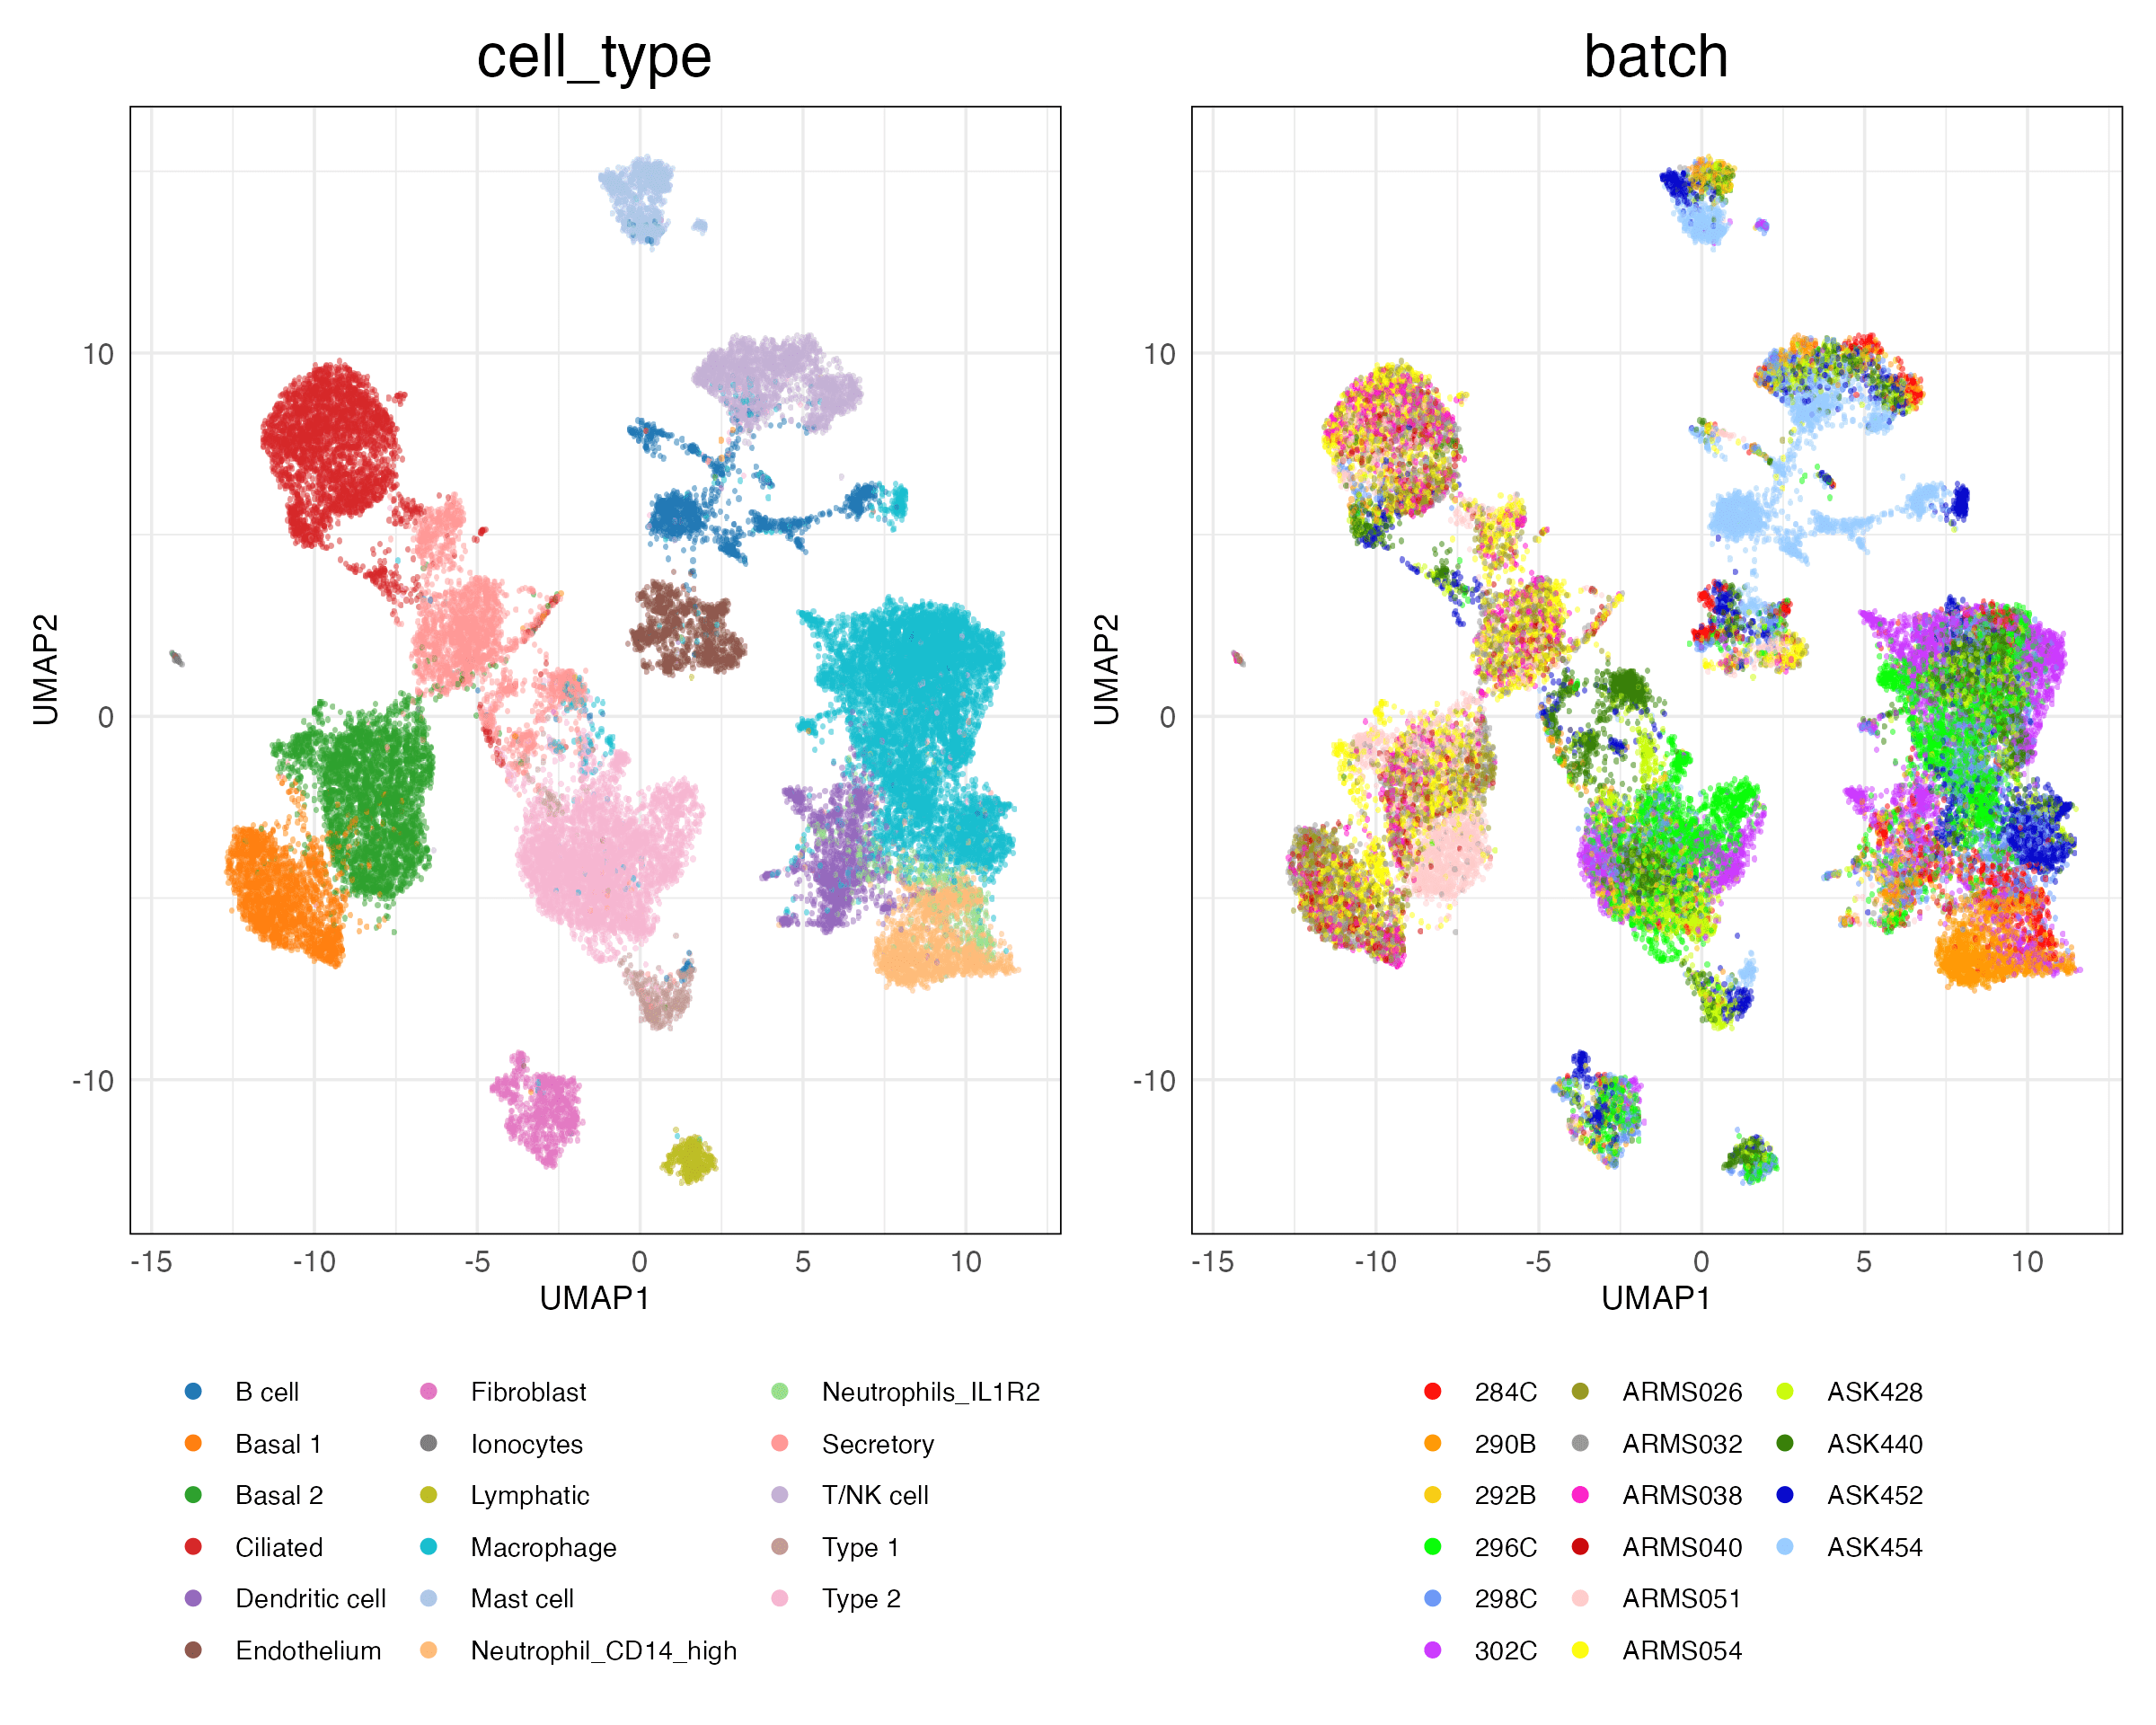 cell_type
batch
10
0
-10
UMAP2
-15 -10 -5 0 5 10
UMAP1
10
0
-10
UMAP2
-15 -10 -5 0 5 10
UMAP1
B cell
Basal 1
Basal 2
Ciliated
Dendritic cell
Endothelium
Fibroblast
Ionocytes
Lymphatic
Macrophage
Mast cell
Neutrophil_CD14_high
Neutrophils_IL1R2
Secretory
T/NK cell
Type 1
Type 2
284C
290B
292B
296C
298C
302C
ARMS026
ARMS032
ARMS038
ARMS040
ARMS051
ARMS054
ASK428
ASK440
ASK452
ASK454